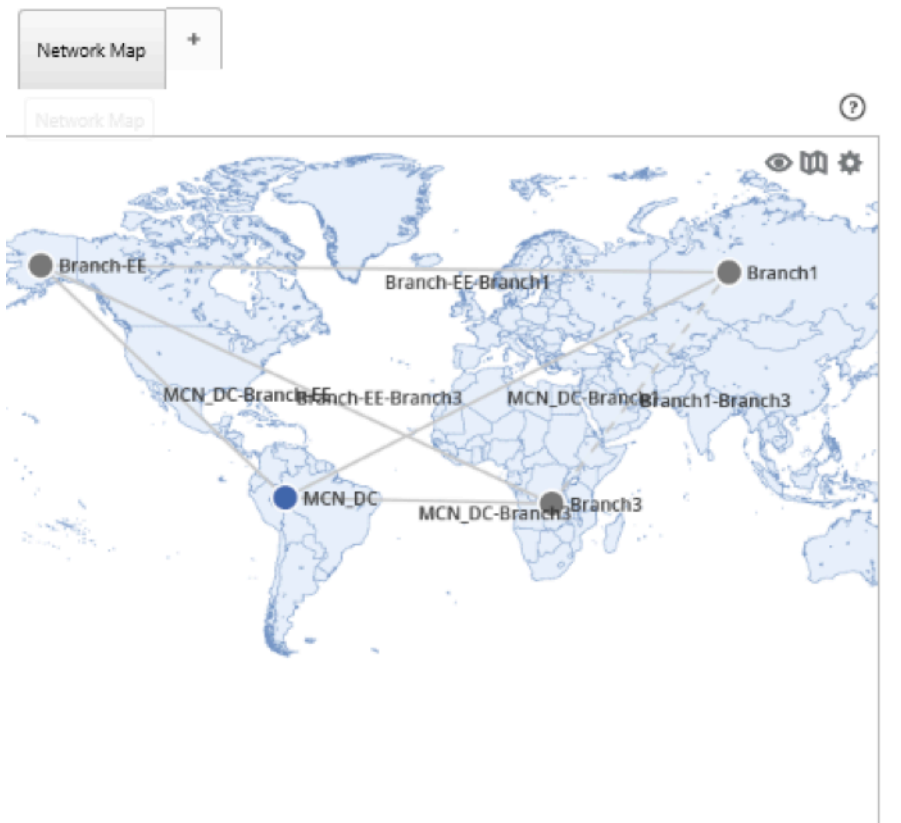 Network Map
+
Network Map
?
Branch-EE
Branch-EE-Branch1
Branch1
MCN_DC-Branch-EE
Branch-EE-Branch3
MCN_DC-Branch1
Branch1-Branch3
MCN_DC
MCN_DC-Branch3
Branch3